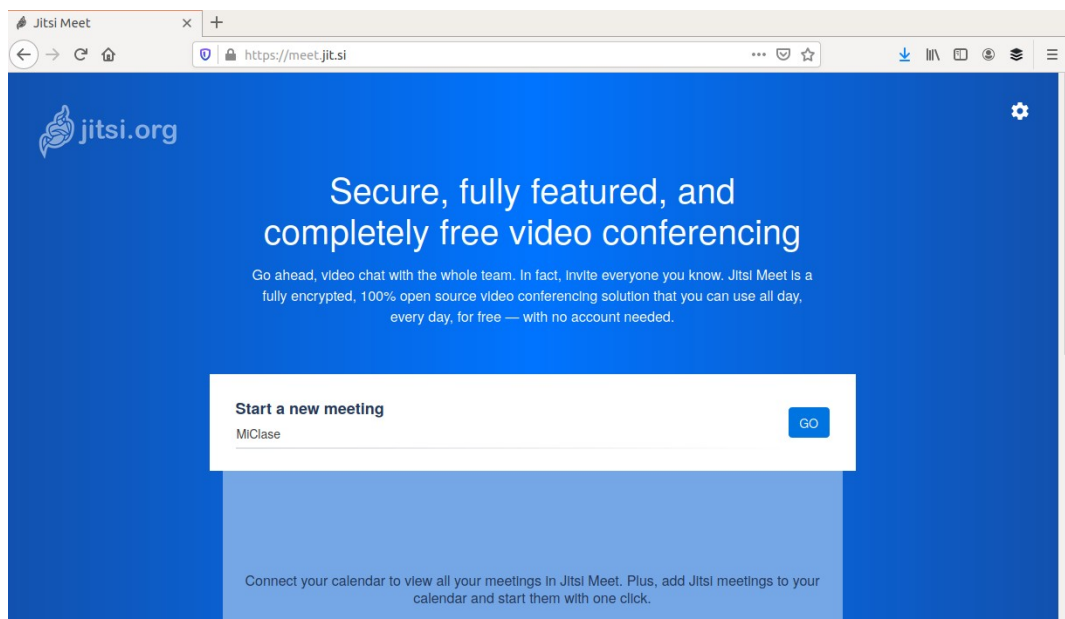 Jitsi Meet
https://meet.jit.si
jitsi.org
Secure, fully featured, and
completely free video conferencing
Go ahead, video chat with the whole team. In fact, invite everyone you know. Jitsi Meet is a
fully encrypted, 100% open source video conferencing solution that you can use all day,
every day, for free — with no account needed.
Start a new meeting
MiClase
GO
Connect your calendar to view all your meetings in Jitsi Meet. Plus, add Jitsi meetings to your
calendar and start them with one click.